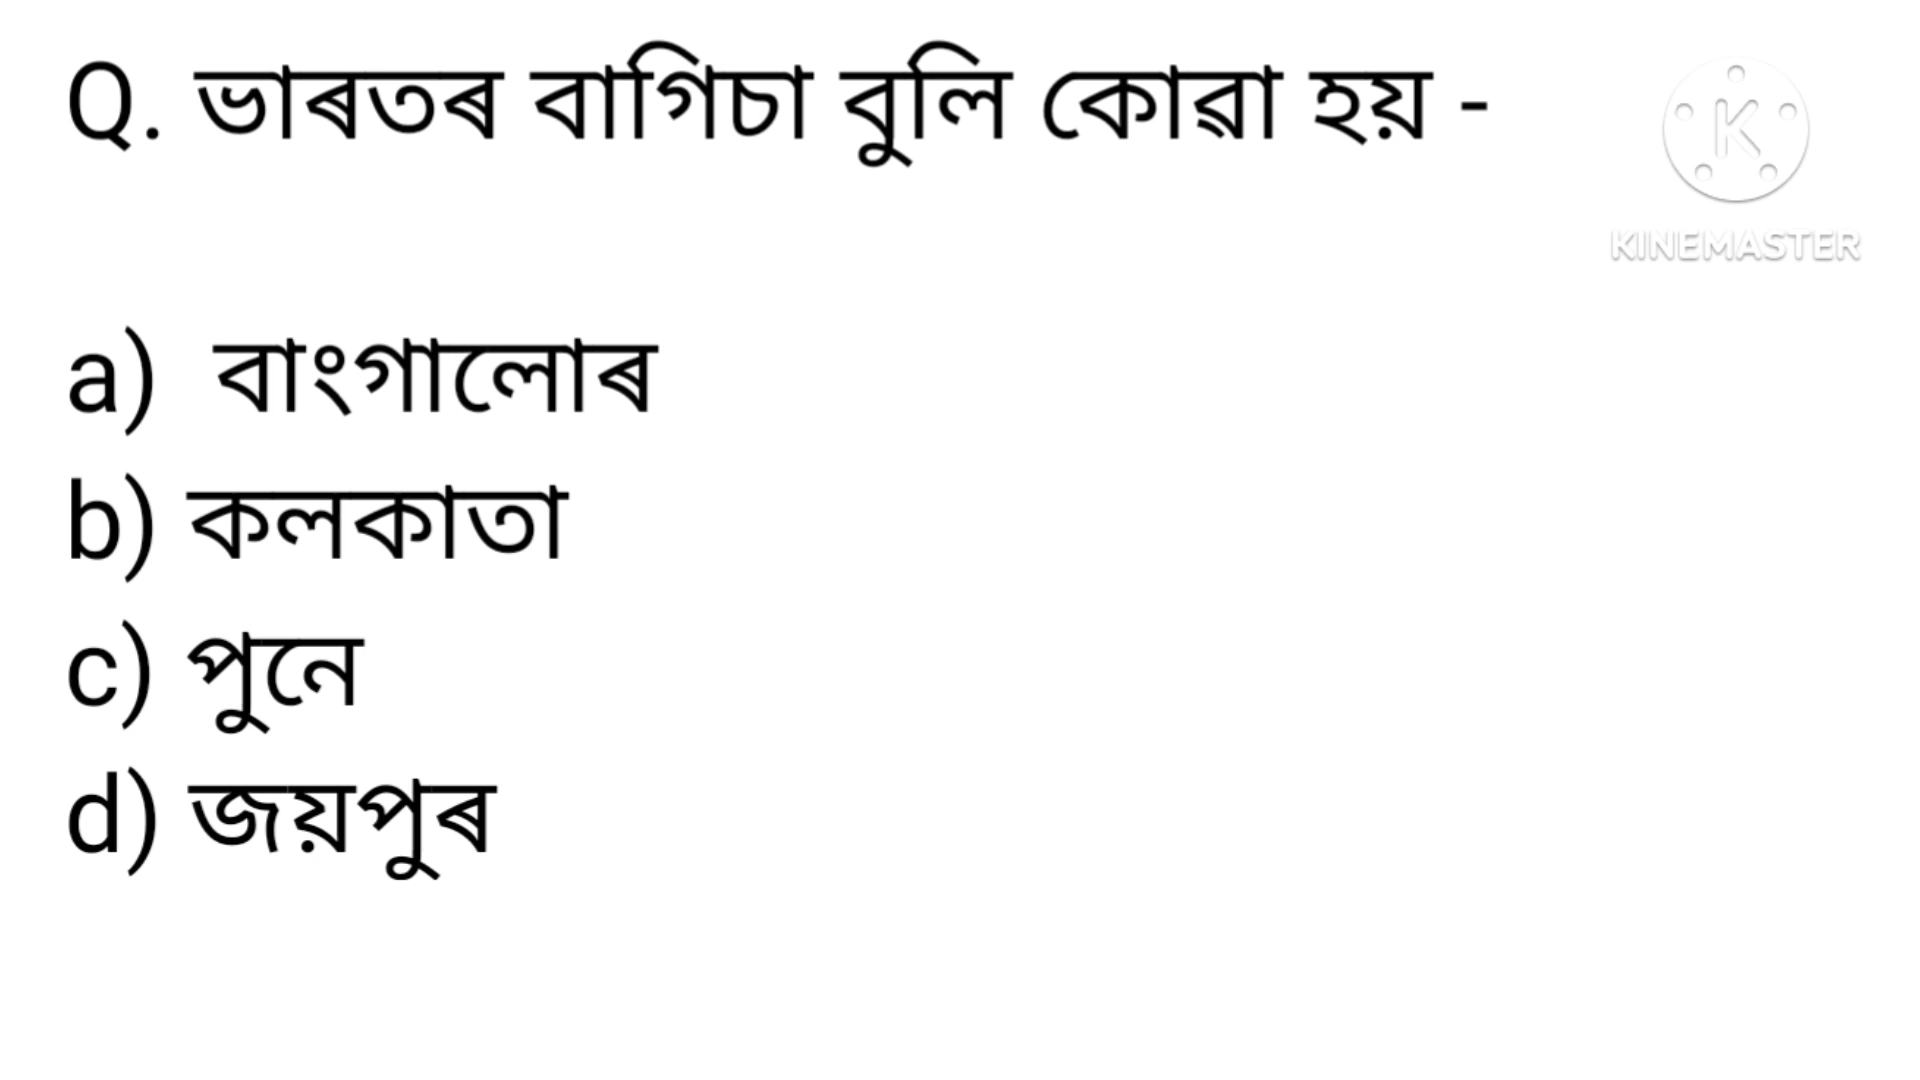 Q. ভাৰতৰ বাগিচা বুলি কোৱা হয় -
KINEMASTER
a) বাংগালোৰ
b) কলকাতা
c) পুনে
d) জয়পুৰ